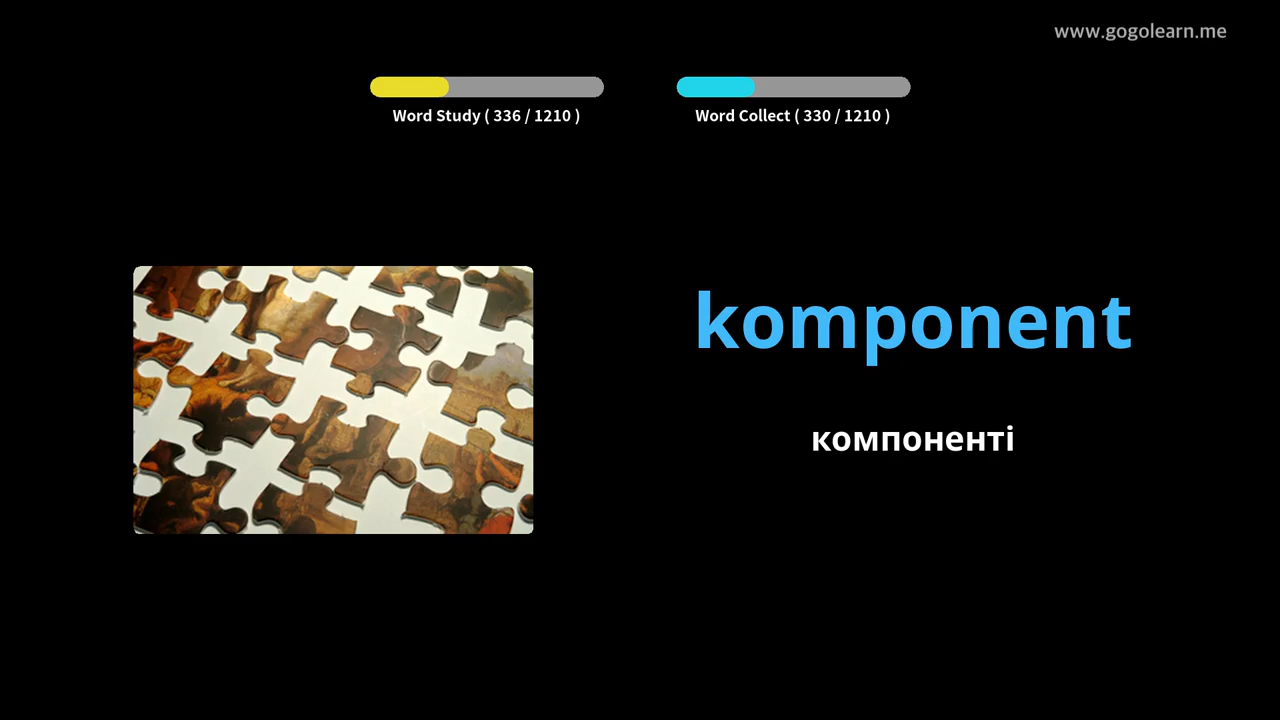 www.gogolearn.me
Word Study ( 336 / 1210 )
Word Collect ( 330 / 1210 )
komponent
компоненті